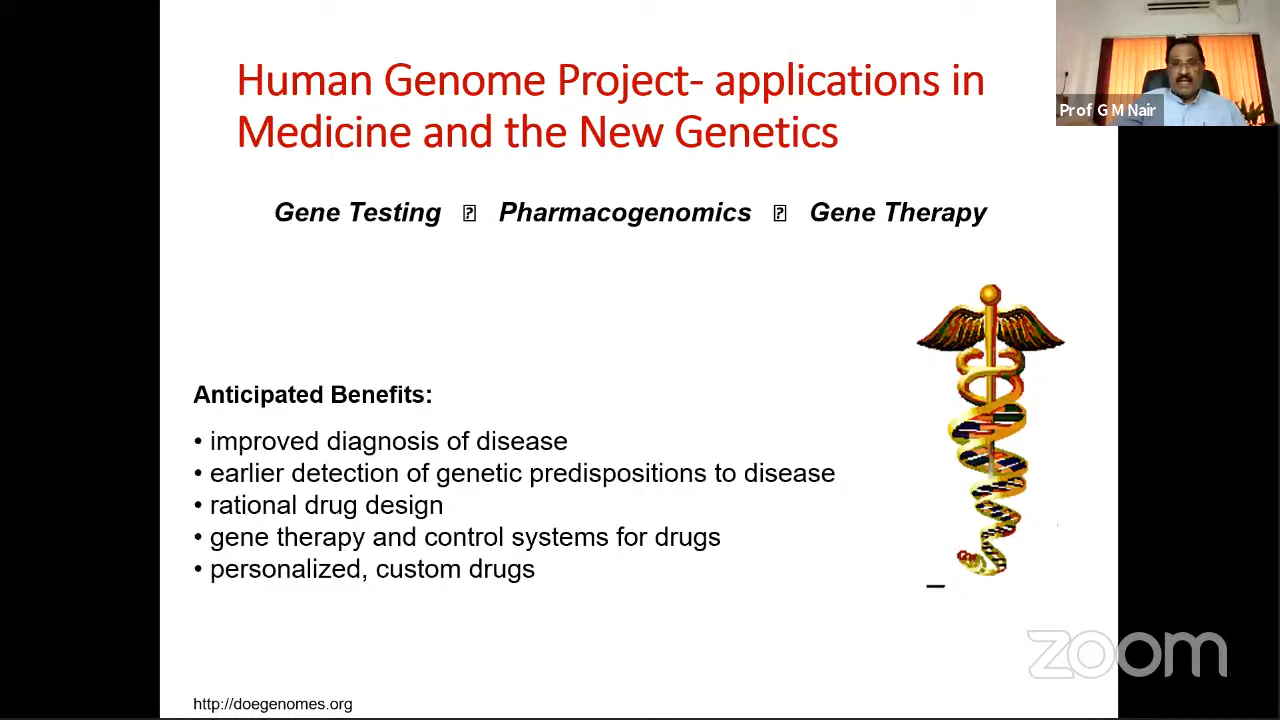 Human Genome Project- applications in
Medicine and the New Genetics
Prof G M Nair
Gene Testing Pharmacogenomics Gene Therapy
Anticipated Benefits:
• improved diagnosis of disease
• earlier detection of genetic predispositions to disease
• rational drug design
• gene therapy and control systems for drugs
• personalized, custom drugs
zoom
http://doegenomes.org